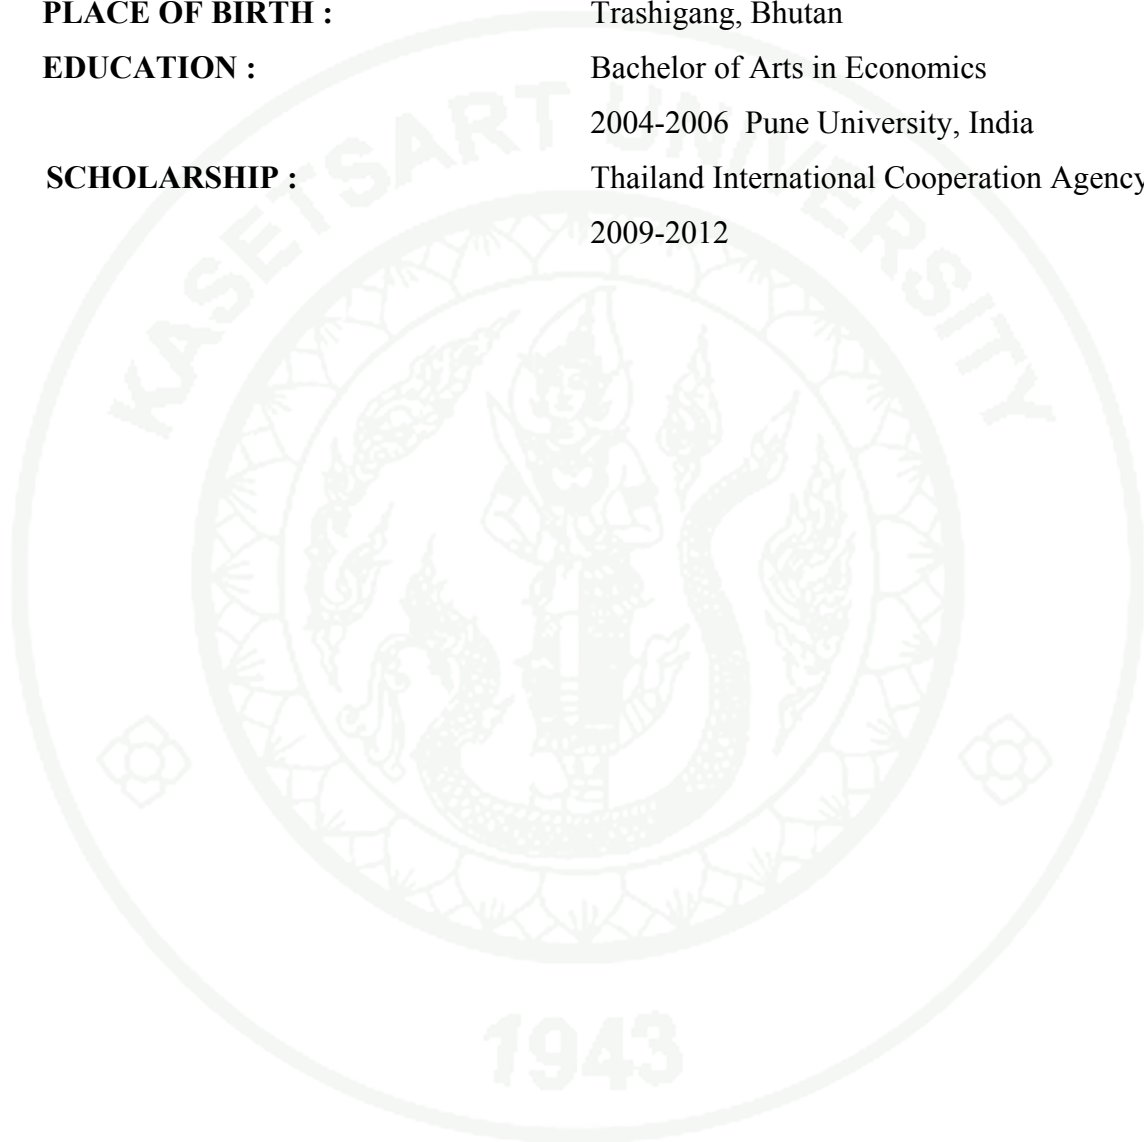 PLACE OF BIRTH : Trashigang, Bhutan
EDUCATION : Bachelor of Arts in Economics
2004-2006 Pune University, India
SCHOLARSHIP : Thailand International Cooperation Agency
2009-2012
KASETSART UNIVERSITY
1943